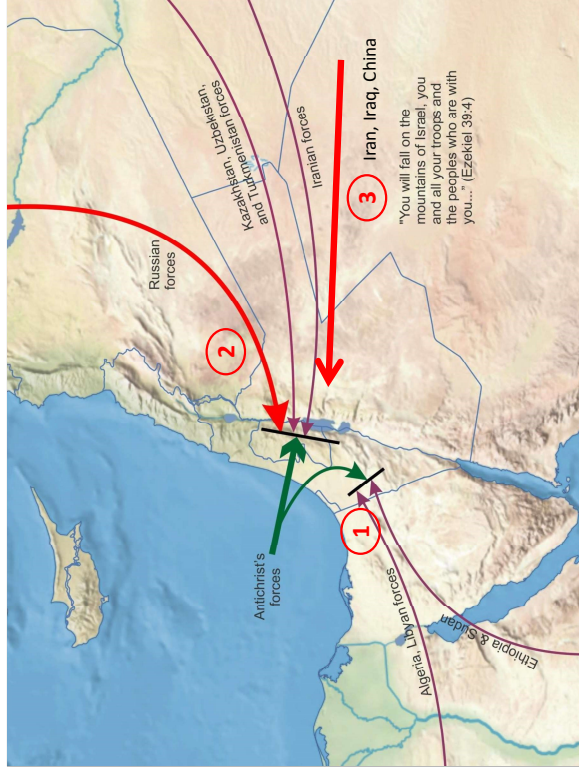 Kazakhstan, Uzbekistan,
and Turkmenistan forces
Iranian forces
Iran, Iraq, China
3
"You will fall on the
mountains of Israel, you
and all your troops and
the peoples who are with
you..." (Ezekiel 39:4)
Russian
forces
2
Antichrist's
forces
1
Algeria, Libyan forces
Ethiopia & Sudan